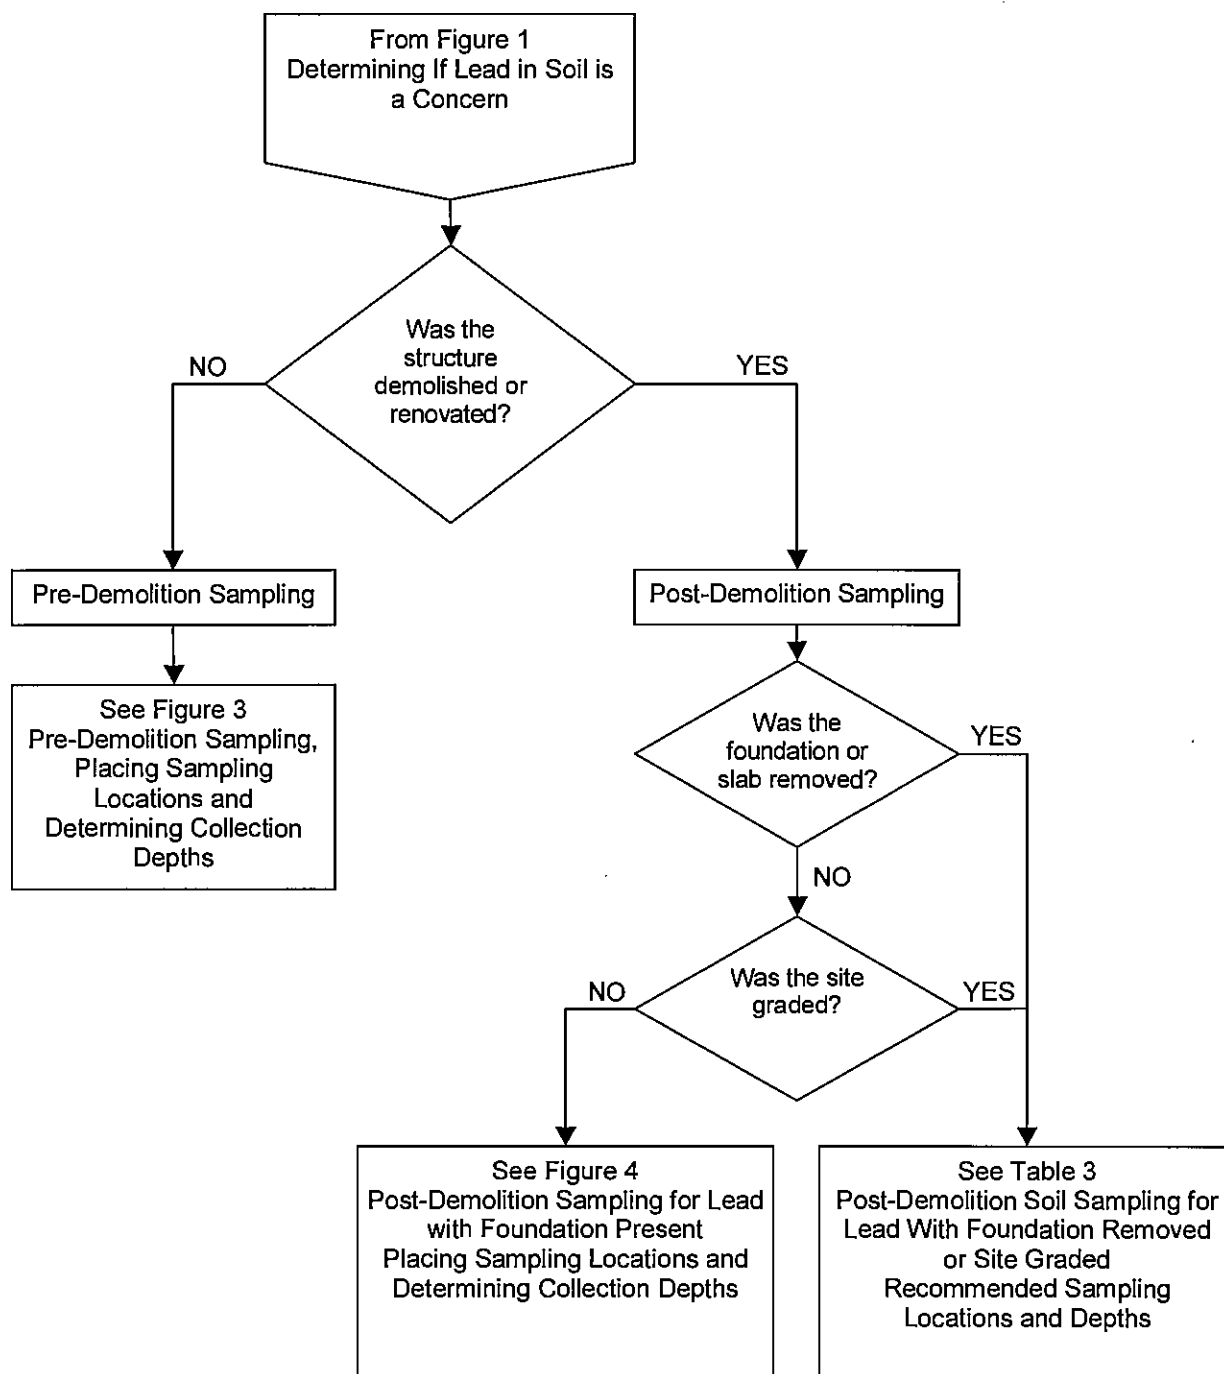 From Figure 1
Determining If Lead in Soil is
a Concern
Was the
structure
demolished or
renovated?
NO
YES
Pre-Demolition Sampling
Post-Demolition Sampling
See Figure 3
Pre-Demolition Sampling,
Placing Sampling
Locations and
Determining Collection
Depths
Was the
foundation or
slab removed?
YES
NO
Was the site
graded?
NO
YES
See Figure 4
Post-Demolition Sampling for Lead
with Foundation Present
Placing Sampling Locations and
Determining Collection Depths
See Table 3
Post-Demolition Soil Sampling for
Lead With Foundation Removed
or Site Graded
Recommended Sampling
Locations and Depths